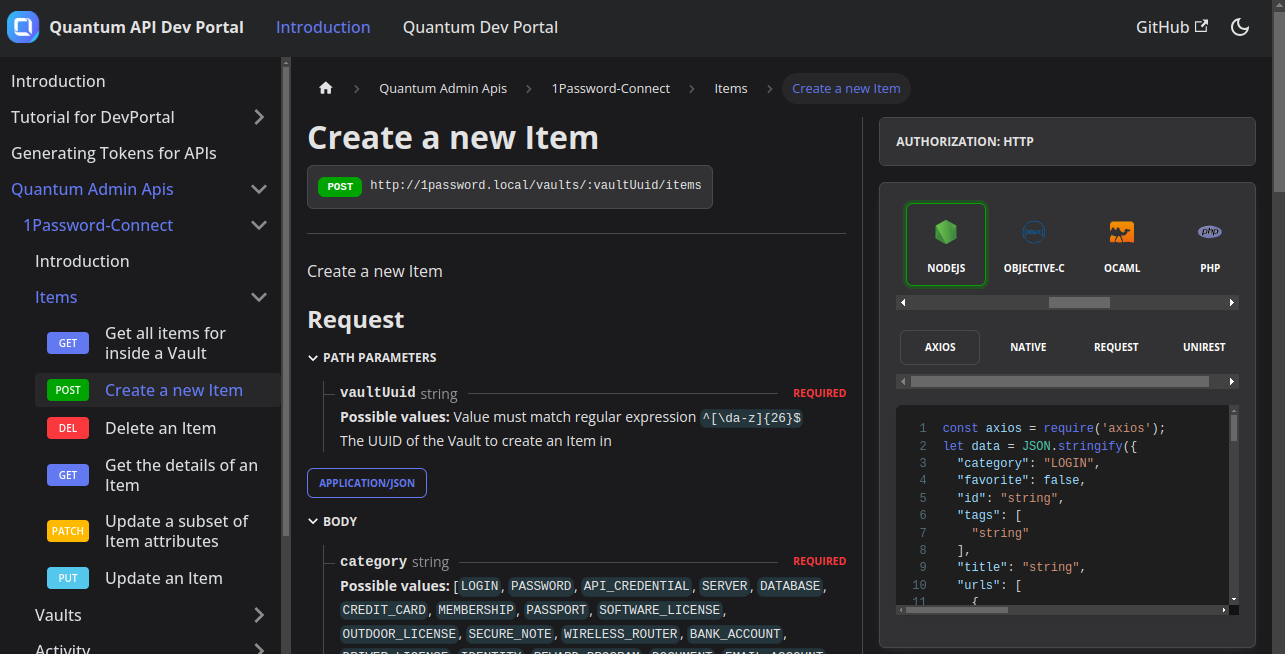 Quantum API Dev Portal Introduction Quantum Dev Portal GitHub
Introduction
Tutorial for DevPortal
Generating Tokens for APIs
Quantum Admin Apis
1Password-Connect
Introduction
Items
GET Get all items for
inside a Vault
POST Create a new Item
DEL Delete an Item
GET Get the details of an
Item
PATCH Update a subset of
Item attributes
PUT Update an Item
Vaults
Activity
Quantum Admin Apis 1Password-Connect Items Create a new Item
Create a new Item
POST http://1password.local/vaults/:vaultUuid/items
Create a new Item
Request
PATH PARAMETERS
vaultUuid string REQUIRED
Possible values: Value must match regular expression ^[\da-z]{26}$
The UUID of the Vault to create an Item in
APPLICATION/JSON
BODY
category string REQUIRED
Possible values: [LOGIN, PASSWORD, API_CREDENTIAL, SERVER, DATABASE,
CREDIT_CARD, MEMBERSHIP, PASSPORT, SOFTWARE_LICENSE,
OUTDOOR_LICENSE, SECURE_NOTE, WIRELESS_ROUTER, BANK_ACCOUNT,
DRIVER_LICENSE, IDENTITY, REWARD_PROGRAM, DOCUMENT, EMAIL_ACCOUNT
AUTHORIZATION: HTTP
NODEJS OBJECTIVE-C OCAML PHP
php
AXIOS NATIVE REQUEST UNIREST
1 const axios = require('axios');
2 let data = JSON.stringify({
3 "category": "LOGIN",
4 "favorite": false,
5 "id": "string",
6 "tags": [
7 "string"
8 ],
9 "title": "string",
10 "urls": [
11 {